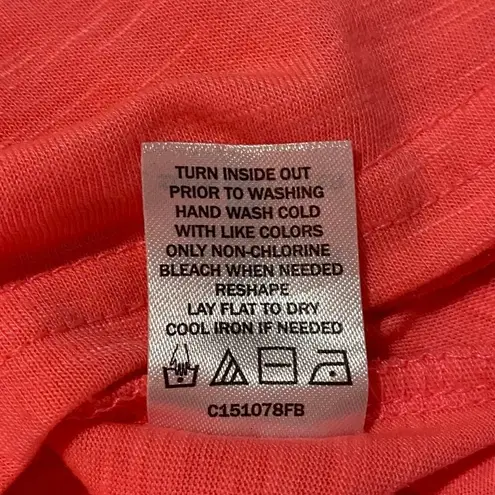 TURN INSIDE OUT
PRIOR TO WASHING
HAND WASH COLD
WITH LIKE COLORS
ONLY NON-CHLORINE
BLEACH WHEN NEEDED
RESHAPE
LAY FLAT TO DRY
COOL IRON IF NEEDED
C151078FB